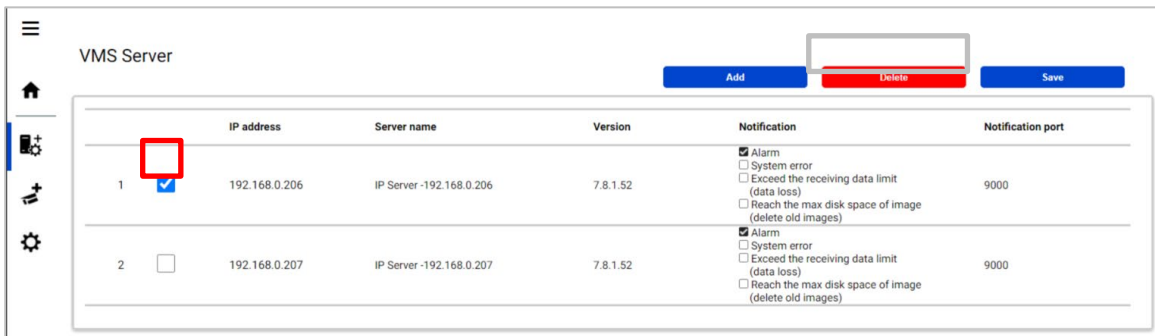 VMS Server
Add Delete Save
IP address Server name Version Notification Notification port
1 192.168.0.206 IP Server -192.168.0.206 7.8.1.52 9000
Alarm
System error
Exceed the receiving data limit
(data loss)
Reach the max disk space of image
(delete old images)
2 192.168.0.207 IP Server -192.168.0.207 7.8.1.52 9000
Alarm
System error
Exceed the receiving data limit
(data loss)
Reach the max disk space of image
(delete old images)